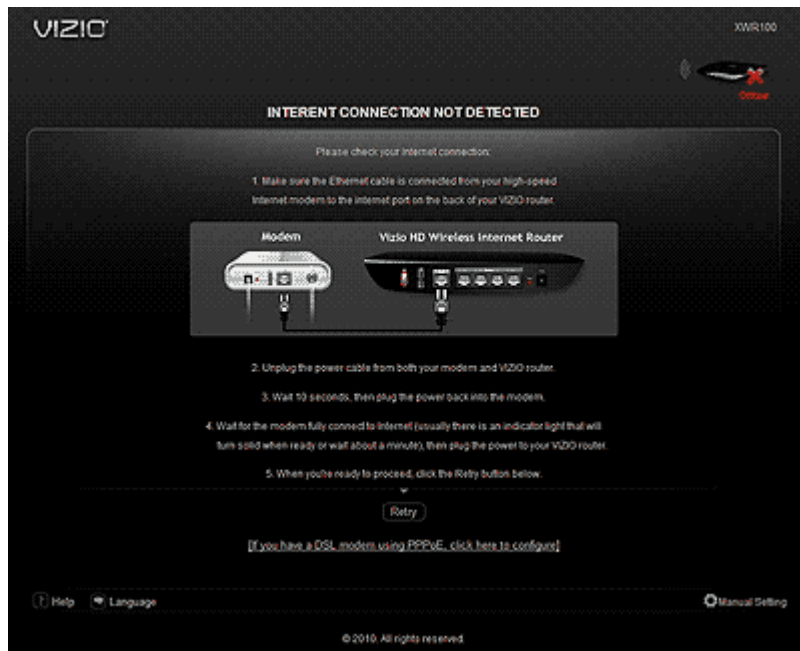 VIZIO
XWR100
Offline
INTERENT CONNECTION NOT DETECTED
Please check your Internet connection:
1. Make sure the Ethernet cable is connected from your high-speed
Internet modem to the internet port on the back of your VIZIO router.
Modem
Vizio HD Wireless Internet Router
2. Unplug the power cable from both your modem and VIZIO router.
3. Wait 10 seconds, then plug the power back into the modem.
4. Wait for the modem fully connect to Internet (usually there is an indicator light that will
turn solid when ready or wait about a minute), then plug the power to your VIZIO router.
5. When you're ready to proceed, click the Retry button below.
Retry
[If you have a DSL modem using PPPoE, click here to configure]
? Help
Language
Manual Setting
© 2010. All rights reserved.